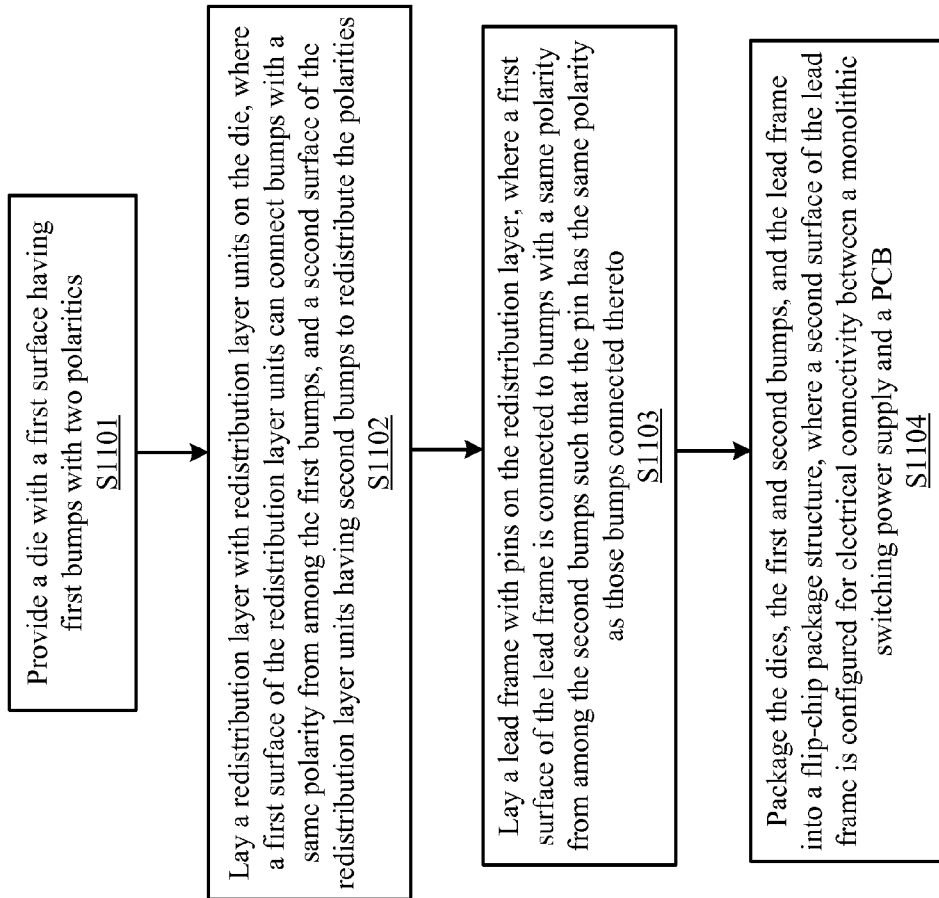 Provide a die with a first surface having
first bumps with two polarities
S1101
Lay a redistribution layer with redistribution layer units on the die, where
a first surface of the redistribution layer units can connect bumps with a
same polarity from among the first bumps, and a second surface of the
redistribution layer units having second bumps to redistribute the polarities
S1102
Lay a lead frame with pins on the redistribution layer, where a first
surface of the lead frame is connected to bumps with a same polarity
from among the second bumps such that the pin has the same polarity
as those bumps connected thereto
S1103
Package the dies, the first and second bumps, and the lead frame
into a flip-chip package structure, where a second surface of the lead
frame is configured for electrical connectivity between a monolithic
switching power supply and a PCB
S1104